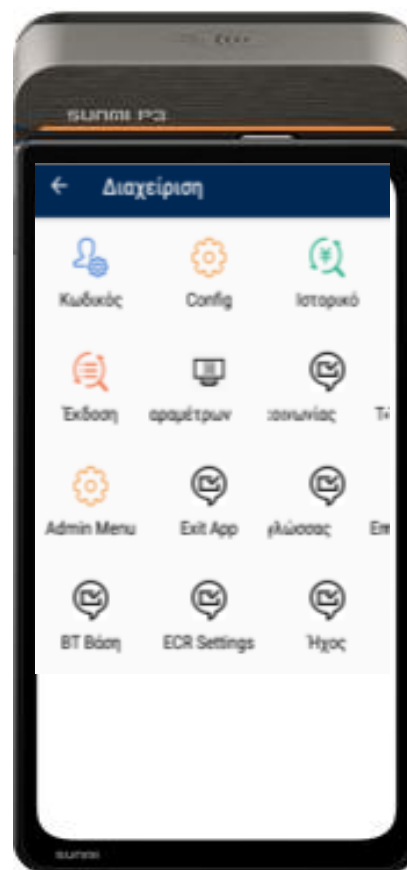 SUNMI P3
← Διαχείριση
Κωδικός Config Ιστορικό
Έκδοση αραμέτρων κοινωνίας
Admin Menu Exit App γλώσσας
BT Βάση ECR Settings Ήχος
SUNMI